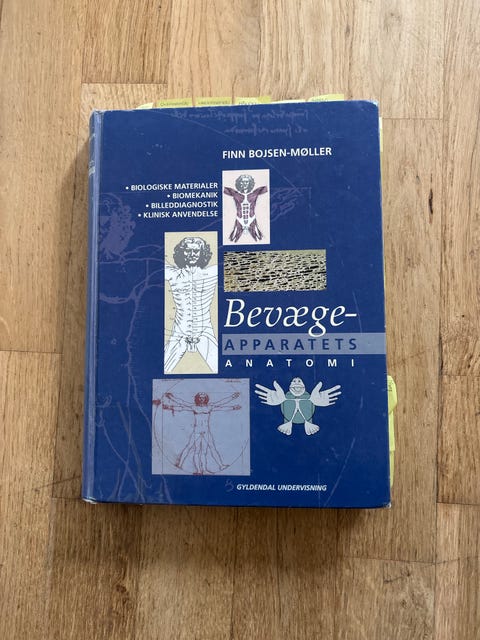 FINN BOJSEN-MØLLER
• BIOLOGISKE MATERIALER
• BIOMEKANIK
• BILLEDDIAGNOSTIK
• KLINISK ANVENDELSE
Bevæge-
APPARATETS
ANATOMI
GYLDENDAL UNDERVISNING